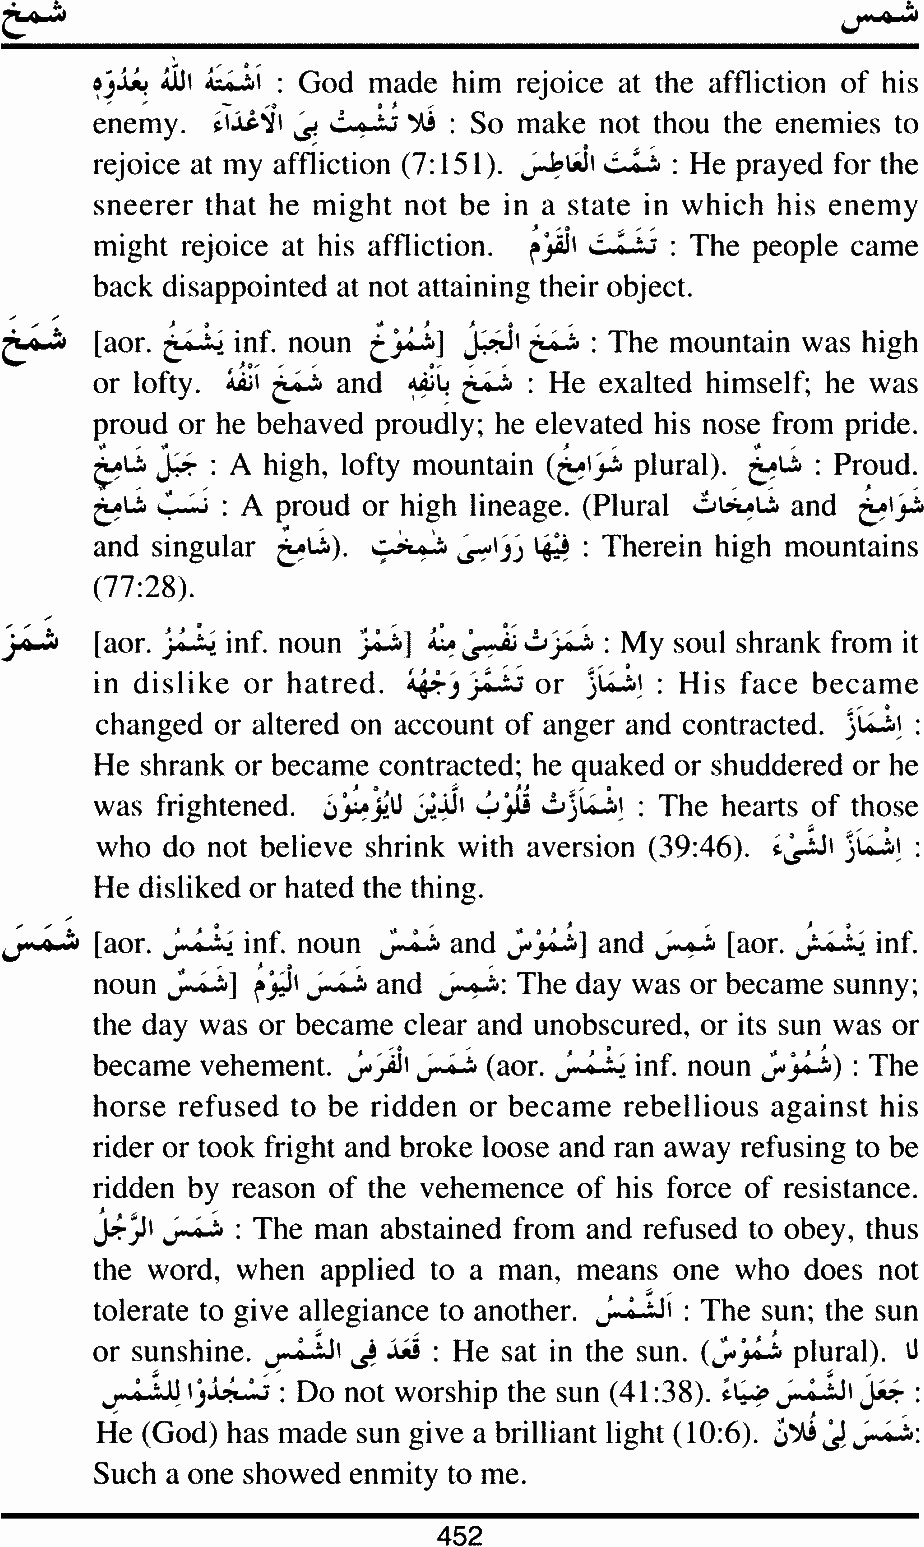 شمخ شمس
اَشْمَتَهُ اللّٰهُ بِعَدُوِّهٖ : God made him rejoice at the affliction of his
enemy. فَلَا تُشْمِتْ بِیَ الْاَعْدَآءَ : So make not thou the enemies to
rejoice at my affliction (7:151). شَمَّتَ الْعَاطِسَ : He prayed for the
sneerer that he might not be in a state in which his enemy
might rejoice at his affliction. تَشَمَّتَ الْقَوْمُ : The people came
back disappointed at not attaining their object.
شَمَخَ [aor. یَشْمَخُ inf. noun شُمُوْخٌ] شَمَخَ الْجَبَلُ : The mountain was high
or lofty. شَمَخَ اَنْفُهٗ and شَمَخَ بِاَنْفِهٖ : He exalted himself; he was
proud or he behaved proudly; he elevated his nose from pride.
جَبَلٌ شَامِخٌ : A high, lofty mountain (شَوَامِخُ plural). شَامِخٌ : Proud.
نَسَبٌ شَامِخٌ : A proud or high lineage. (Plural شَامِخَاتٌ and شَوَامِخُ
and singular شَامِخٌ). فِیْهَا رَوَاسِیَ شٰمِخٰتٍ : Therein high mountains
(77:28).
شَمَزَ [aor. یَشْمُزُ inf. noun شَمْزٌ] شَمَزَتْ نَفْسِیْ مِنْهُ : My soul shrank from it
in dislike or hatred. تَشَمَّزَ وَجْهُهٗ or اِشْمَاَزَّ : His face became
changed or altered on account of anger and contracted. اِشْمَاَزَّ :
He shrank or became contracted; he quaked or shuddered or he
was frightened. اِشْمَاَزَّتْ قُلُوْبُ الَّذِیْنَ لَایُؤْمِنُوْنَ : The hearts of those
who do not believe shrink with aversion (39:46). اِشْمَاَزَّ الشَّیْءَ :
He disliked or hated the thing.
شَمَسَ [aor. یَشْمُسُ inf. noun شَمْسٌ and شُمُوْسٌ] and شَمِسَ [aor. یَشْمَسُ inf.
noun شَمَسٌ] شَمَسَ الْیَوْمُ and شَمِسَ: The day was or became sunny;
the day was or became clear and unobscured, or its sun was or
became vehement. شَمَسَ الْفَرَسُ (aor. یَشْمُسُ inf. noun شُمُوْسٌ) : The
horse refused to be ridden or became rebellious against his
rider or took fright and broke loose and ran away refusing to be
ridden by reason of the vehemence of his force of resistance.
شَمَسَ الرَّجُلُ : The man abstained from and refused to obey, thus
the word, when applied to a man, means one who does not
tolerate to give allegiance to another. اَلشَّمْسُ : The sun; the sun
or sunshine. قَعَدَ فِی الشَّمْسِ : He sat in the sun. (شُمُوْسٌ plural). لَا
تَسْجُدُوْا لِلشَّمْسِ : Do not worship the sun (41:38). جَعَلَ الشَّمْسَ ضِیَآءً :
He (God) has made sun give a brilliant light (10:6). شَمَسَ لِیْ فُلَانٌ:
Such a one showed enmity to me.
452